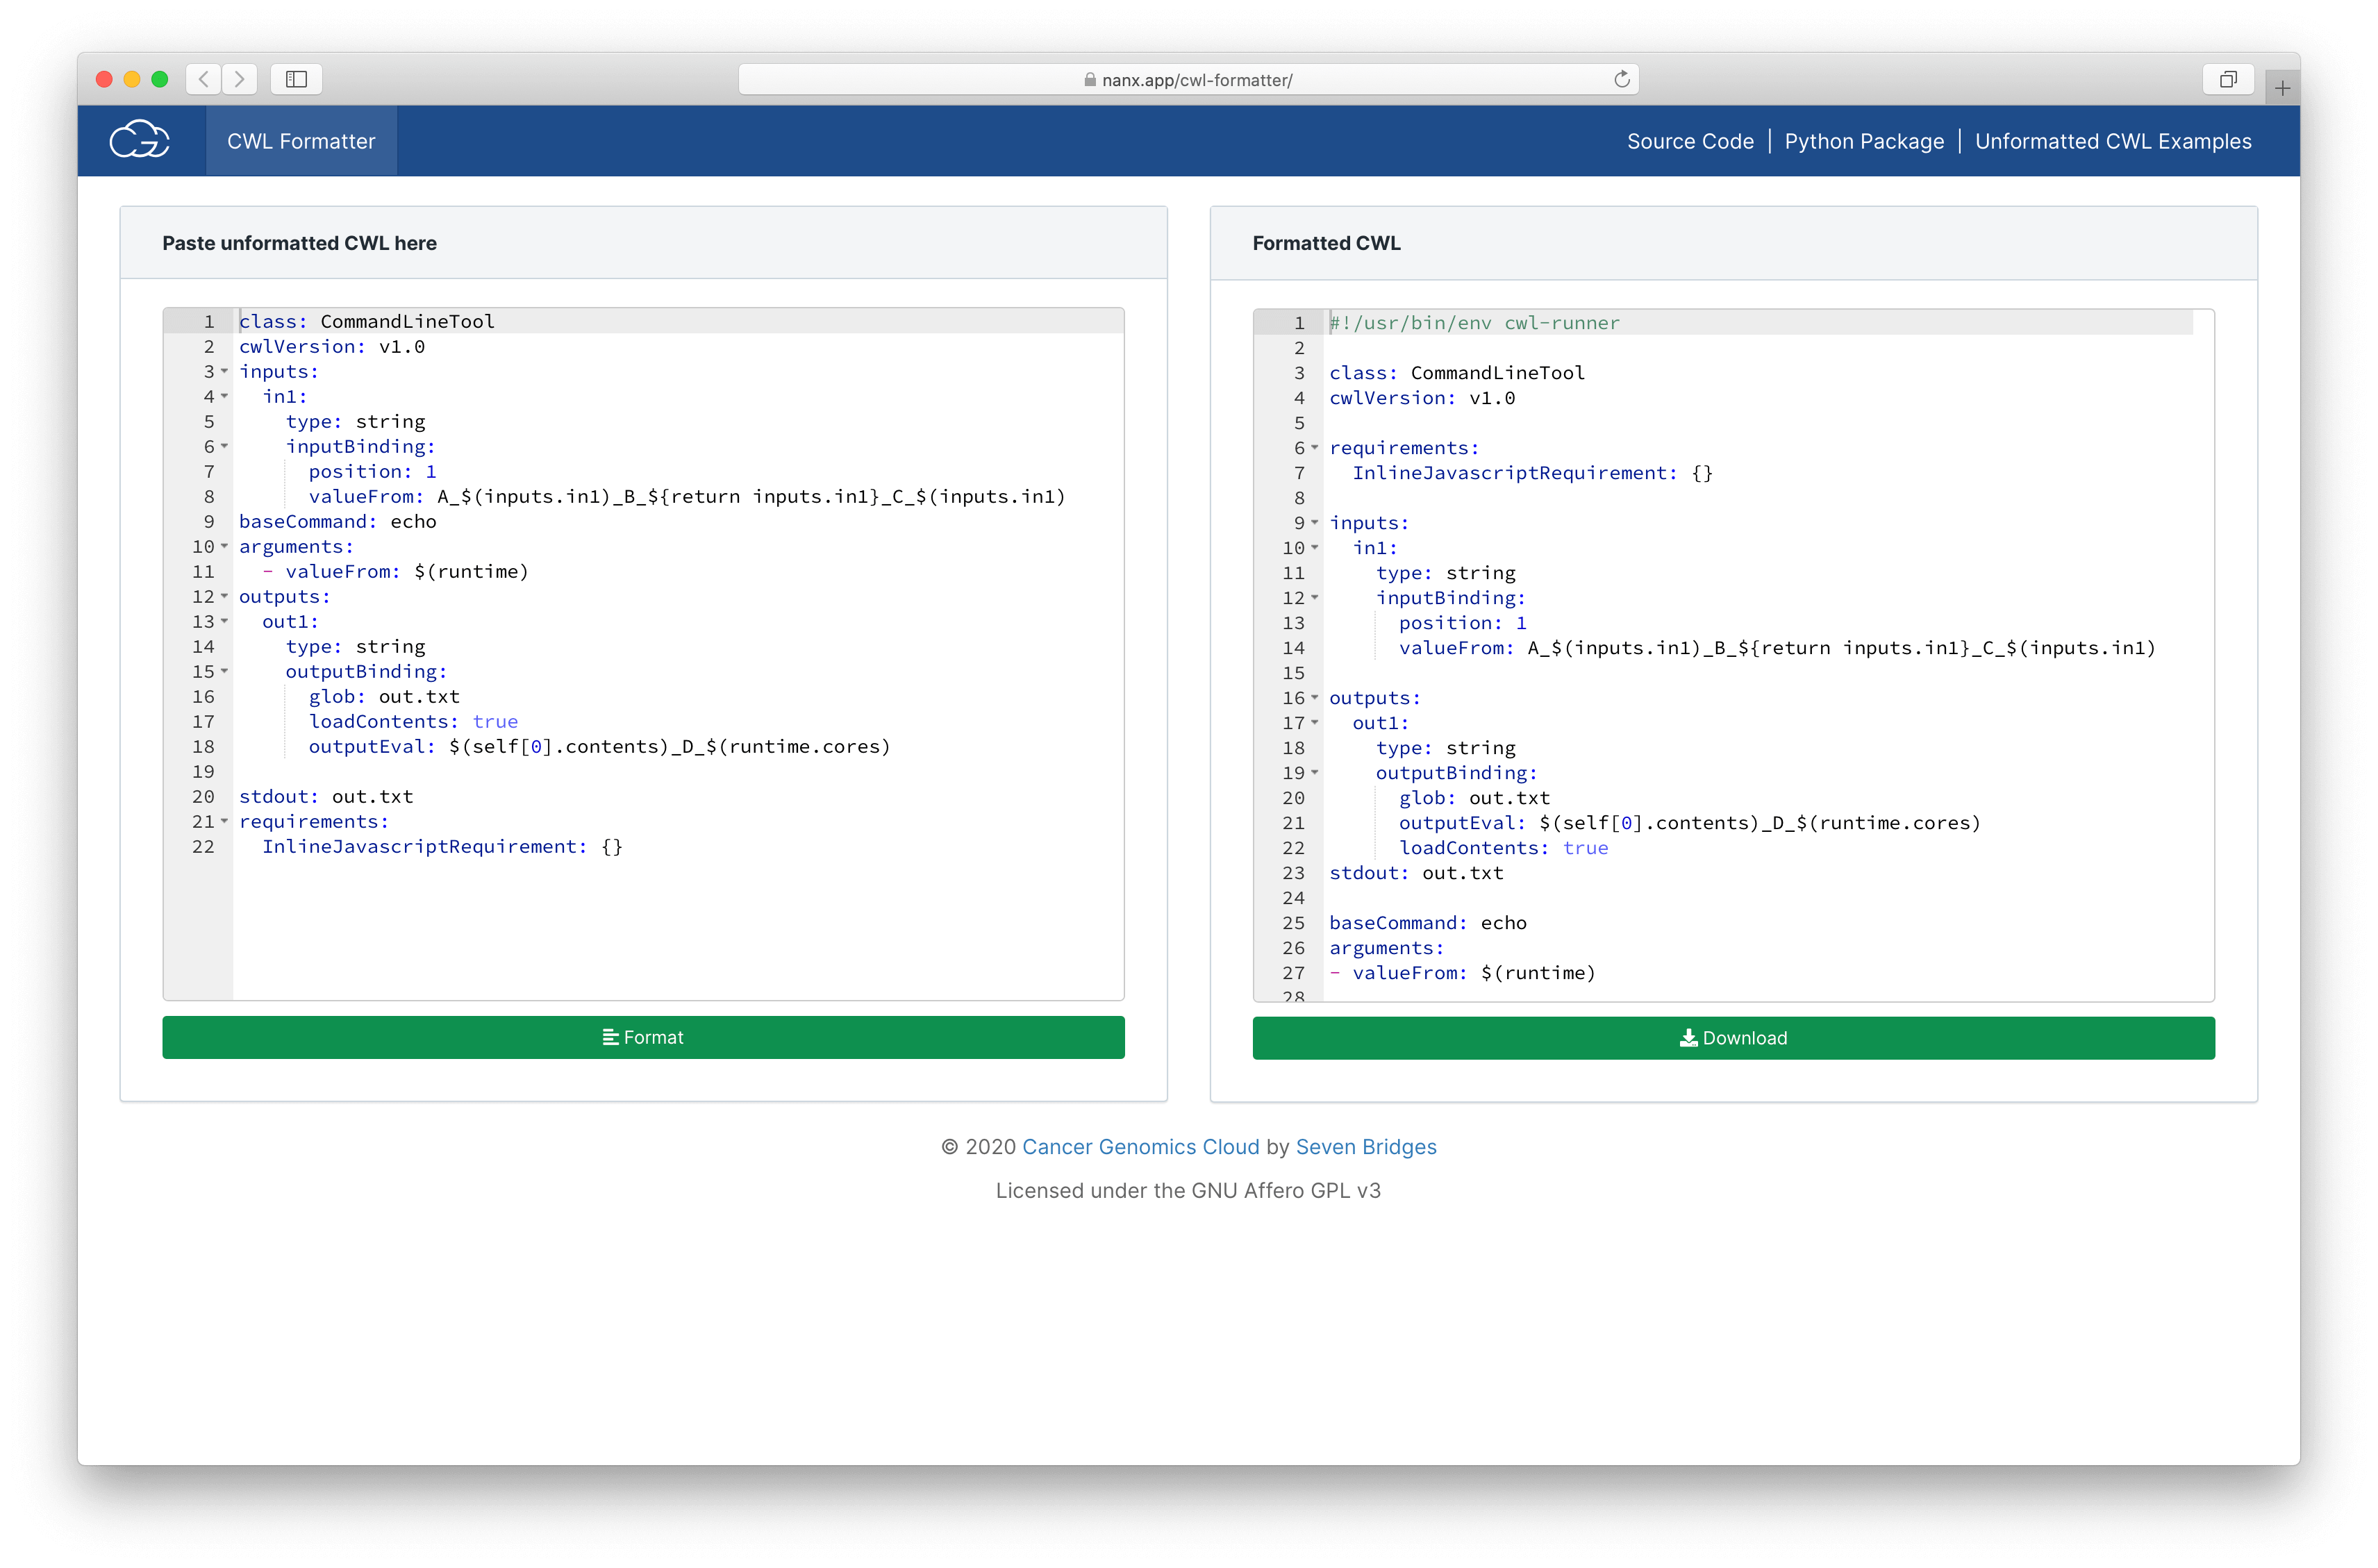 nanx.app/cwl-formatter/
CWL Formatter
Source Code | Python Package | Unformatted CWL Examples
Paste unformatted CWL here
1 class: CommandLineTool
2 cwlVersion: v1.0
3 inputs:
4   in1:
5     type: string
6     inputBinding:
7       position: 1
8       valueFrom: A_$(inputs.in1)_B_${return inputs.in1}_C_$(inputs.in1)
9 baseCommand: echo
10 arguments:
11   - valueFrom: $(runtime)
12 outputs:
13   out1:
14     type: string
15     outputBinding:
16       glob: out.txt
17       loadContents: true
18       outputEval: $(self[0].contents)_D_$(runtime.cores)
19
20 stdout: out.txt
21 requirements:
22   InlineJavascriptRequirement: {}
Format
Formatted CWL
1 #!/usr/bin/env cwl-runner
2
3 class: CommandLineTool
4 cwlVersion: v1.0
5
6 requirements:
7   InlineJavascriptRequirement: {}
8
9 inputs:
10   in1:
11     type: string
12     inputBinding:
13       position: 1
14       valueFrom: A_$(inputs.in1)_B_${return inputs.in1}_C_$(inputs.in1)
15
16 outputs:
17   out1:
18     type: string
19     outputBinding:
20       glob: out.txt
21       outputEval: $(self[0].contents)_D_$(runtime.cores)
22       loadContents: true
23 stdout: out.txt
24
25 baseCommand: echo
26 arguments:
27 - valueFrom: $(runtime)
28
Download
© 2020 Cancer Genomics Cloud by Seven Bridges
Licensed under the GNU Affero GPL v3